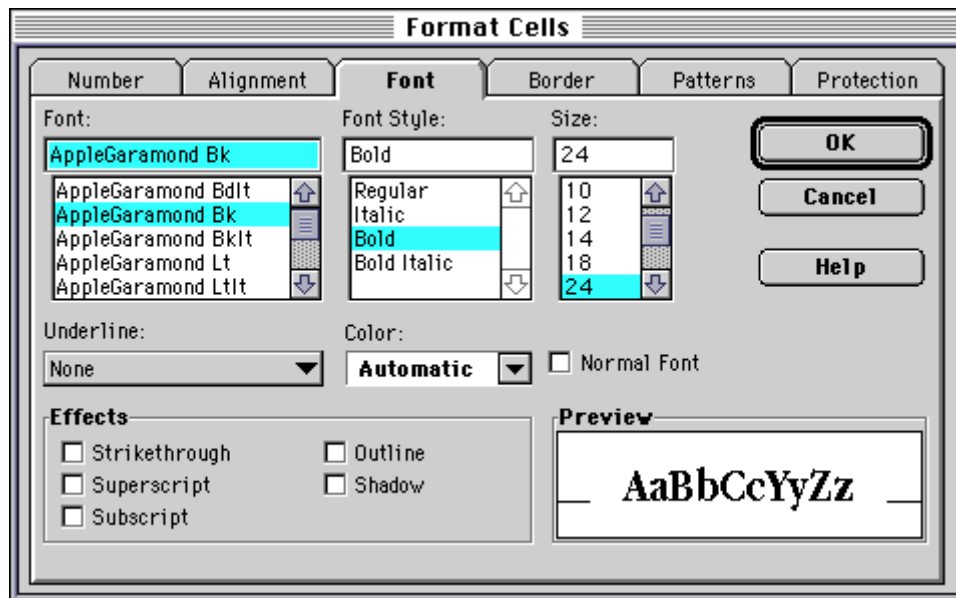 Format Cells
Number Alignment Font Border Patterns Protection
Font: Font Style: Size:
AppleGaramond Bk Bold 24 OK
AppleGaramond BdIt Regular 10 Cancel
AppleGaramond Bk Italic 12
AppleGaramond BkIt Bold 14
AppleGaramond Lt Bold Italic 18 Help
AppleGaramond LtIt 24
Underline: Color:
None Automatic Normal Font
Effects Preview
Strikethrough Outline
Superscript Shadow
Subscript
AaBbCcYyZz